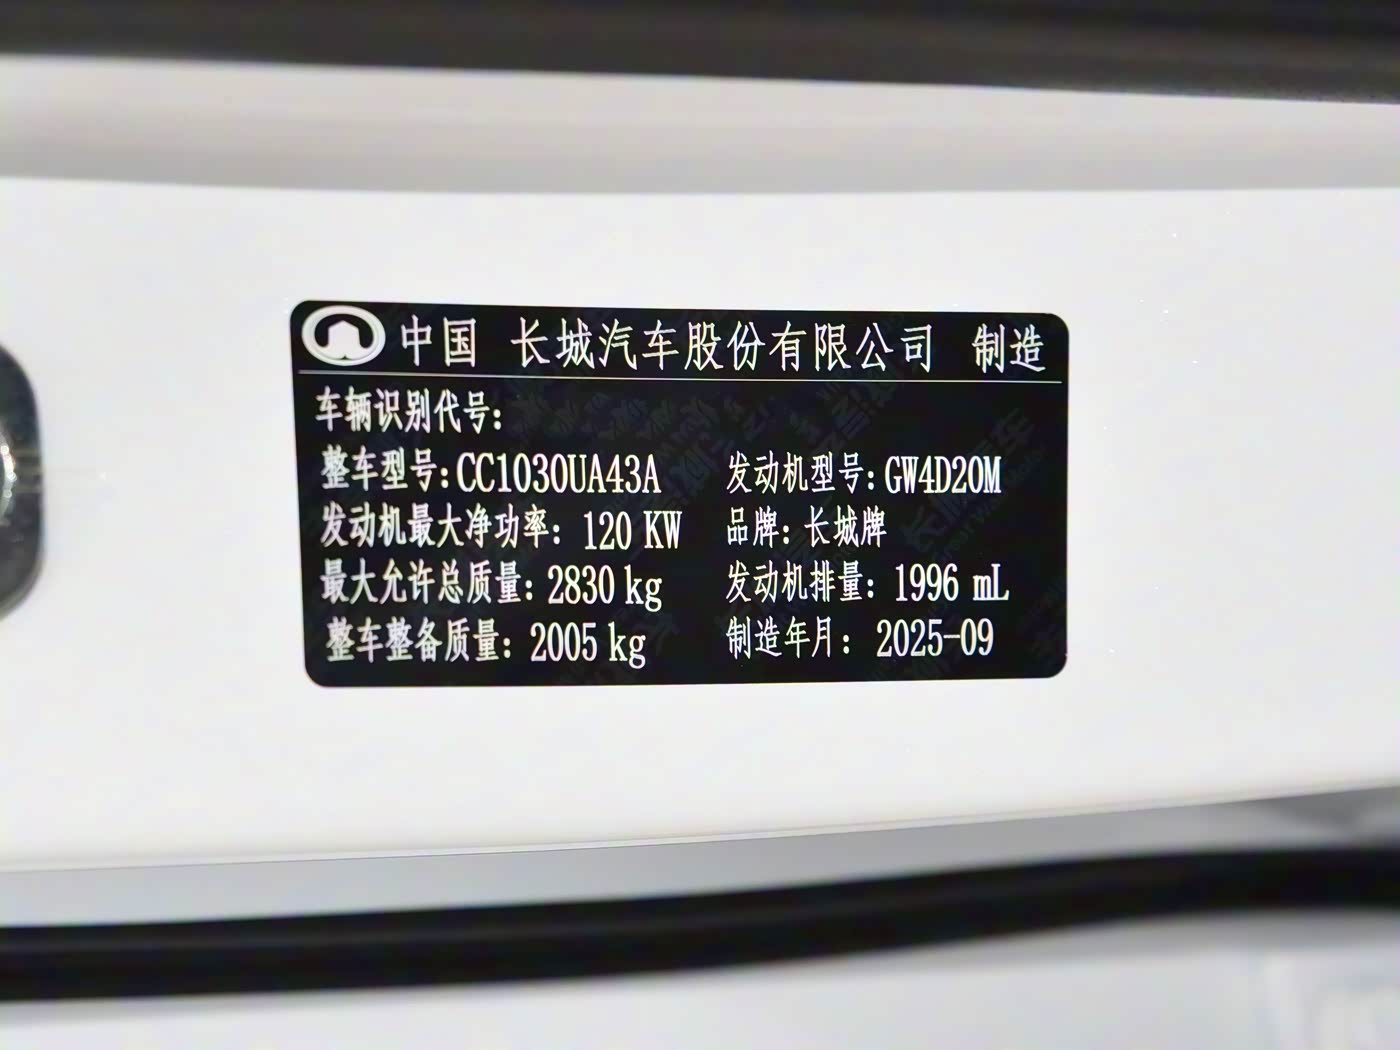 中国 长城汽车股份有限公司 制造
车辆识别代号：
整车型号：CC1030UA43A 发动机型号：GW4D20M
发动机最大净功率：120 KW 品牌：长城牌
最大允许总质量：2830 kg 发动机排量：1996 mL
整车整备质量：2005 kg 制造年月：2025-09